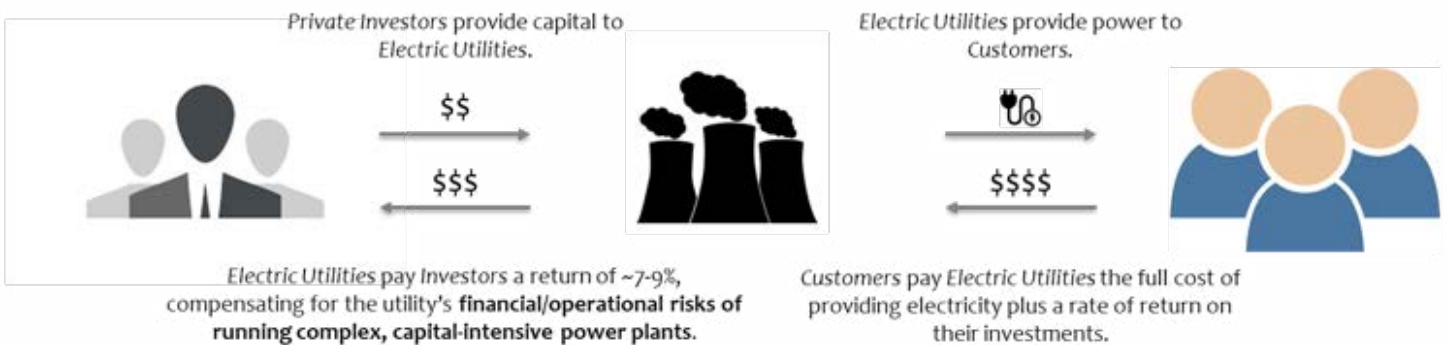 Private Investors provide capital to
Electric Utilities.
Electric Utilities provide power to
Customers.
$$
$$$
$$$$
Electric Utilities pay Investors a return of ~7-9%,
compensating for the utility's financial/operational risks of
running complex, capital-intensive power plants.
Customers pay Electric Utilities the full cost of
providing electricity plus a rate of return on
their investments.